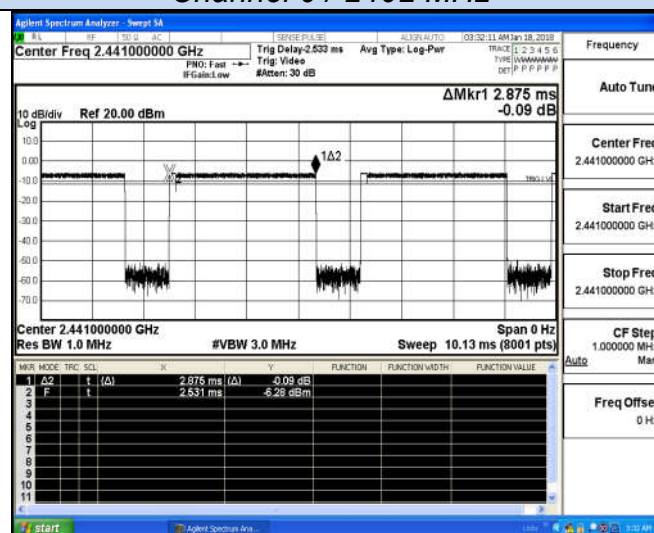 Agilent Spectrum Analyzer - Swept SA
RL RF 50 Ω AC SENSE:PULSE ALIGN AUTO 03:32:11 AM Jan 18, 2018
Center Freq 2.441000000 GHz
PNO: Fast
IFGain:Low
Trig Delay-2.533 ms
Trig: Video
#Atten: 30 dB
Avg Type: Log-Pwr
TRACE 1 2 3 4 5 6
TYPE
DET P P P P P P
ΔMkr1 2.875 ms
-0.09 dB
10 dB/div Ref 20.00 dBm
Log
10.0
0.00
-10.0
-20.0
-30.0
-40.0
-50.0
-60.0
-70.0
1Δ2
TRIG LVL
Center 2.441000000 GHz Span 0 Hz
Res BW 1.0 MHz #VBW 3.0 MHz Sweep 10.13 ms (8001 pts)
MKR MODE TRC SCL X Y FUNCTION FUNCTION WIDTH FUNCTION VALUE
1 Δ2 t (Δ) 2.875 ms (Δ) -0.09 dB
2 F t 2.531 ms -6.28 dBm
3
4
5
6
7
8
9
10
11
Frequency
Auto Tune
Center Freq
2.441000000 GHz
Start Freq
2.441000000 GHz
Stop Freq
2.441000000 GHz
CF Step
1.000000 MHz
Auto Man
Freq Offset
0 Hz
start Agilent Spectrum Ana... 3:32 AM